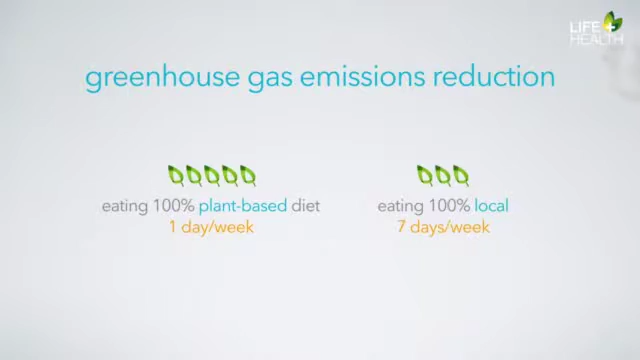 LIFE +
HEALTH
greenhouse gas emissions reduction
eating 100% plant-based diet
1 day/week
eating 100% local
7 days/week